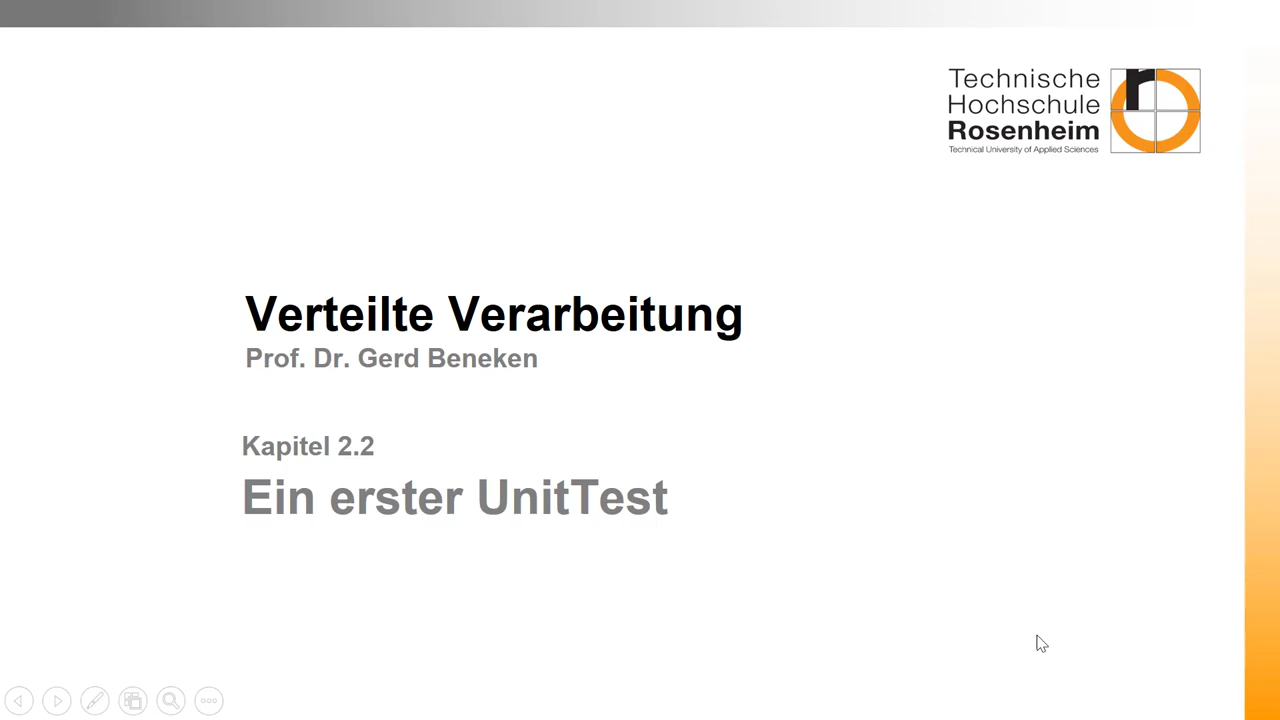 Technische
Hochschule
Rosenheim
Technical University of Applied Sciences
Verteilte Verarbeitung
Prof. Dr. Gerd Beneken
Kapitel 2.2
Ein erster UnitTest